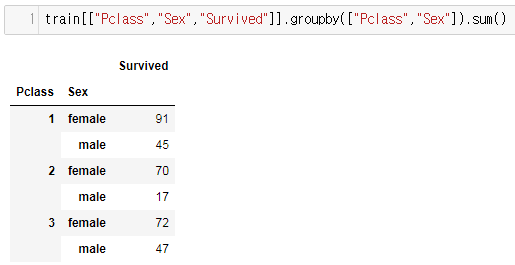 1 train[["Pclass","Sex","Survived"]].groupby(["Pclass","Sex"]).sum()
Survived
Pclass Sex
1 female 91
male 45
2 female 70
male 17
3 female 72
male 47